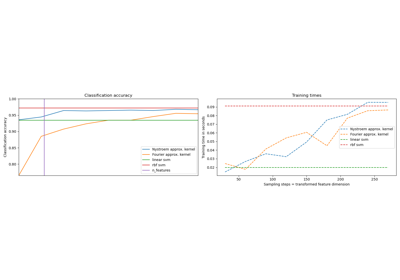 Classification accuracy
Training times
1.00
0.95
0.90
0.85
0.80
Classification accuracy
Nystroem approx. kernel
Fourier approx. kernel
linear svm
rbf svm
n_features
0.09
0.08
0.07
0.06
0.05
0.04
0.03
0.02
Training time in seconds
Nystroem approx. kernel
Fourier approx. kernel
linear svm
rbf svm
50
100
150
200
250
Sampling steps = transformed feature dimension